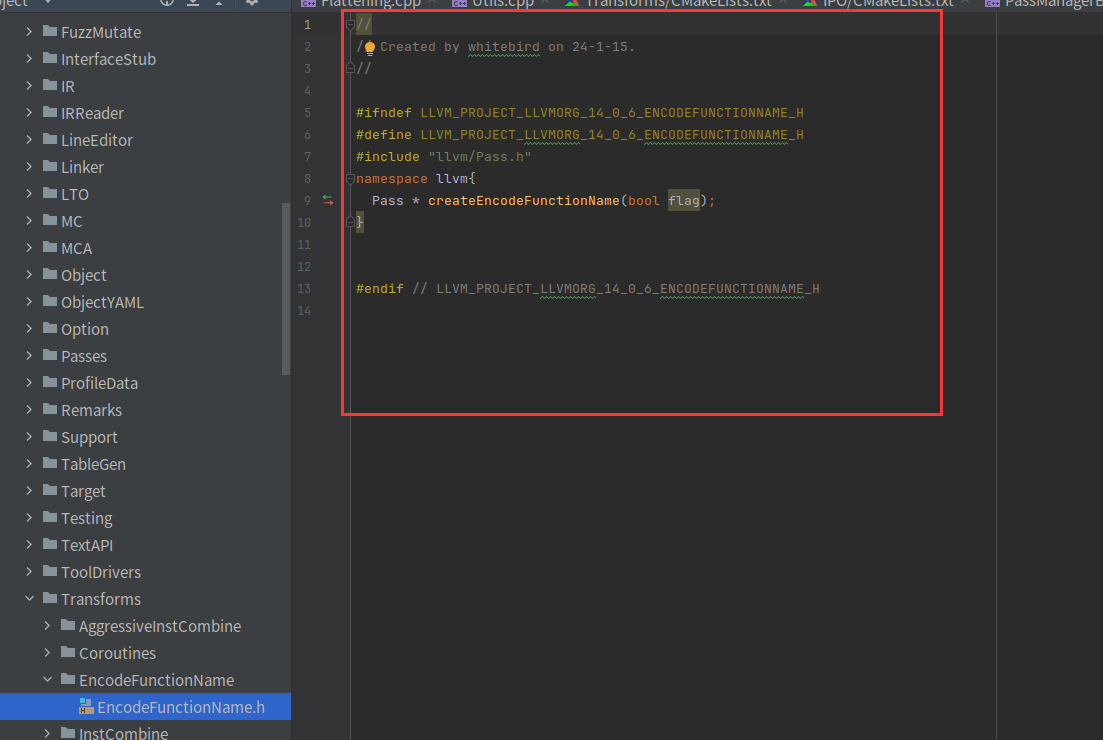 ject
Flattening.cpp
Utils.cpp
Transforms/CMakeLists.txt
IPO/CMakeLists.txt
PassManagerB
FuzzMutate
InterfaceStub
IR
IRReader
LineEditor
Linker
LTO
MC
MCA
Object
ObjectYAML
Option
Passes
ProfileData
Remarks
Support
TableGen
Target
Testing
TextAPI
ToolDrivers
Transforms
AggressiveInstCombine
Coroutines
EncodeFunctionName
EncodeFunctionName.h
InstCombine
1 //
2 / Created by whitebird on 24-1-15.
3 //
4
5 #ifndef LLVM_PROJECT_LLVMORG_14_0_6_ENCODEFUNCTIONNAME_H
6 #define LLVM_PROJECT_LLVMORG_14_0_6_ENCODEFUNCTIONNAME_H
7 #include "llvm/Pass.h"
8 namespace llvm{
9 Pass * createEncodeFunctionName(bool flag);
10 }
11
12
13 #endif // LLVM_PROJECT_LLVMORG_14_0_6_ENCODEFUNCTIONNAME_H
14